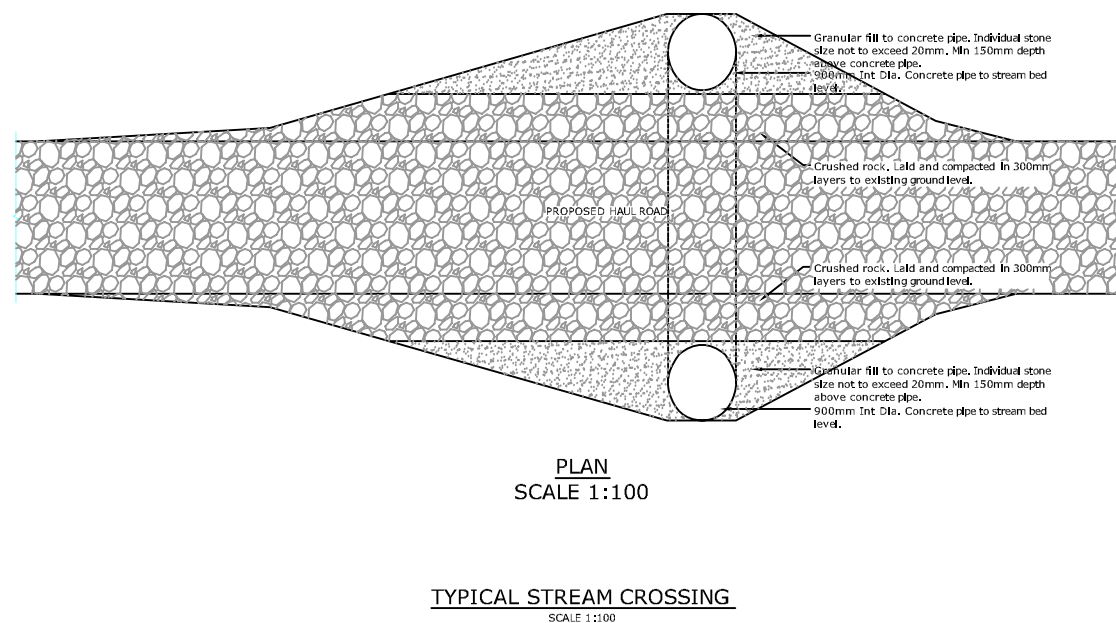 Granular fill to concrete pipe. Individual stone
size not to exceed 20mm. Min 150mm depth
above concrete pipe.
900mm Int Dia. Concrete pipe to stream bed
level.
Crushed rock. Laid and compacted in 300mm
layers to existing ground level.
PROPOSED HAUL ROAD
Crushed rock. Laid and compacted in 300mm
layers to existing ground level.
Granular fill to concrete pipe. Individual stone
size not to exceed 20mm. Min 150mm depth
above concrete pipe.
900mm Int Dia. Concrete pipe to stream bed
level.
PLAN
SCALE 1:100
TYPICAL STREAM CROSSING
SCALE 1:100